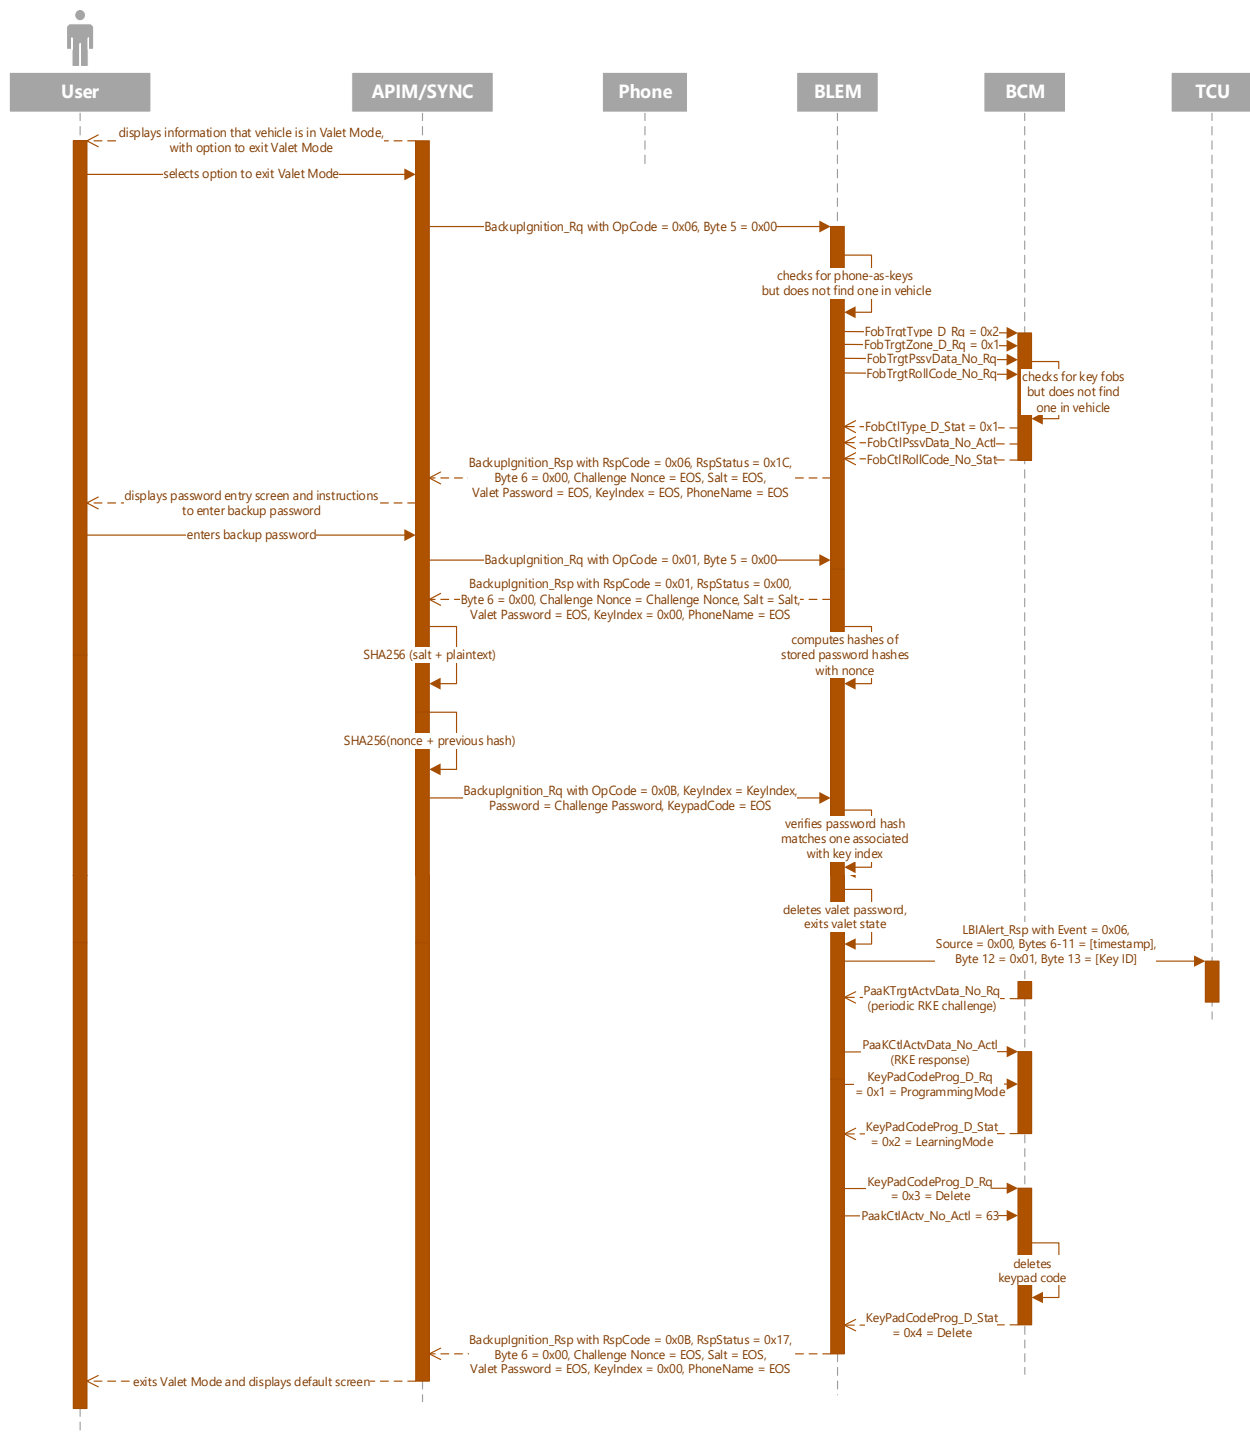 User
APIM/SYNC
Phone
BLEM
BCM
TCU
displays information that vehicle is in Valet Mode,
with option to exit Valet Mode
selects option to exit Valet Mode
BackupIgnition_Rq with OpCode = 0x06, Byte 5 = 0x00
checks for phone-as-keys
but does not find one in vehicle
FobTrgtType_D_Rq = 0x2
FobTrgtZone_D_Rq = 0x1
FobTrgtPssvData_No_Rq
FobTrgtRollCode_No_Rq
checks for key fobs
but does not find
one in vehicle
FobCtlType_D_Stat = 0x1
FobCtlPssvData_No_Actl
FobCtlRollCode_No_Stat
BackupIgnition_Rsp with RspCode = 0x06, RspStatus = 0x1C,
Byte 6 = 0x00, Challenge Nonce = EOS, Salt = EOS,
Valet Password = EOS, KeyIndex = EOS, PhoneName = EOS
displays password entry screen and instructions
to enter backup password
enters backup password
BackupIgnition_Rq with OpCode = 0x01, Byte 5 = 0x00
BackupIgnition_Rsp with RspCode = 0x01, RspStatus = 0x00,
Byte 6 = 0x00, Challenge Nonce = Challenge Nonce, Salt = Salt,
Valet Password = EOS, KeyIndex = 0x00, PhoneName = EOS
computes hashes of
stored password hashes
with nonce
SHA256 (salt + plaintext)
SHA256(nonce + previous hash)
BackupIgnition_Rq with OpCode = 0x0B, KeyIndex = KeyIndex,
Password = Challenge Password, KeypadCode = EOS
verifies password hash
matches one associated
with key index
deletes valet password,
exits valet state
LBIAlert_Rsp with Event = 0x06,
Source = 0x00, Bytes 6-11 = [timestamp],
Byte 12 = 0x01, Byte 13 = [Key ID]
PaaKTrgtActvData_No_Rq
(periodic RKE challenge)
PaaKCtlActvData_No_Actl
(RKE response)
KeyPadCodeProg_D_Rq
= 0x1 = ProgrammingMode
KeyPadCodeProg_D_Stat
= 0x2 = LearningMode
KeyPadCodeProg_D_Rq
= 0x3 = Delete
PaakCtlActv_No_Actl = 63
deletes
keypad code
KeyPadCodeProg_D_Stat
= 0x4 = Delete
BackupIgnition_Rsp with RspCode = 0x0B, RspStatus = 0x17,
Byte 6 = 0x00, Challenge Nonce = EOS, Salt = EOS,
Valet Password = EOS, KeyIndex = 0x00, PhoneName = EOS
exits Valet Mode and displays default screen